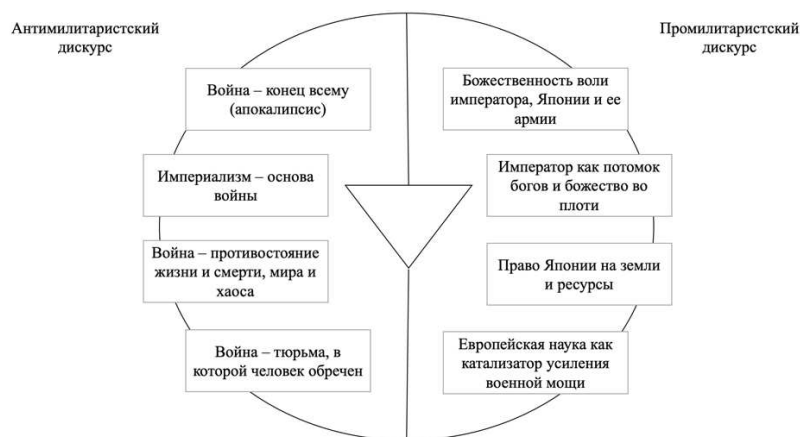 Антимилитаристский
дискурс
Война – конец всему
(апокалипсис)
Империализм – основа
войны
Война – противостояние
жизни и смерти, мира и
хаоса
Война – тюрьма, в
которой человек обречен
Промилитаристский
дискурс
Божественность воли
императора, Японии и ее
армии
Император как потомок
богов и божество во
плоти
Право Японии на земли
и ресурсы
Европейская наука как
катализатор усиления
военной мощи